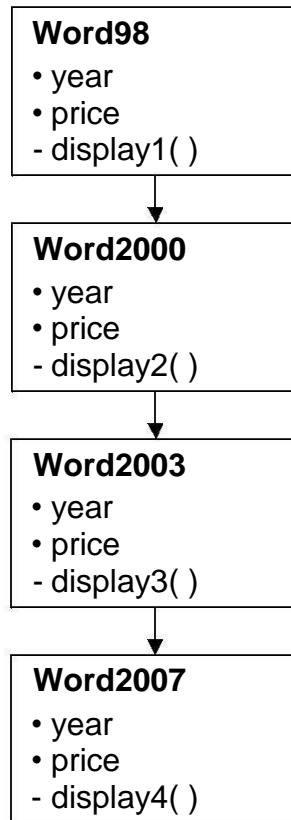 Word98
• year
• price
- display1( )
Word2000
• year
• price
- display2( )
Word2003
• year
• price
- display3( )
Word2007
• year
• price
- display4( )